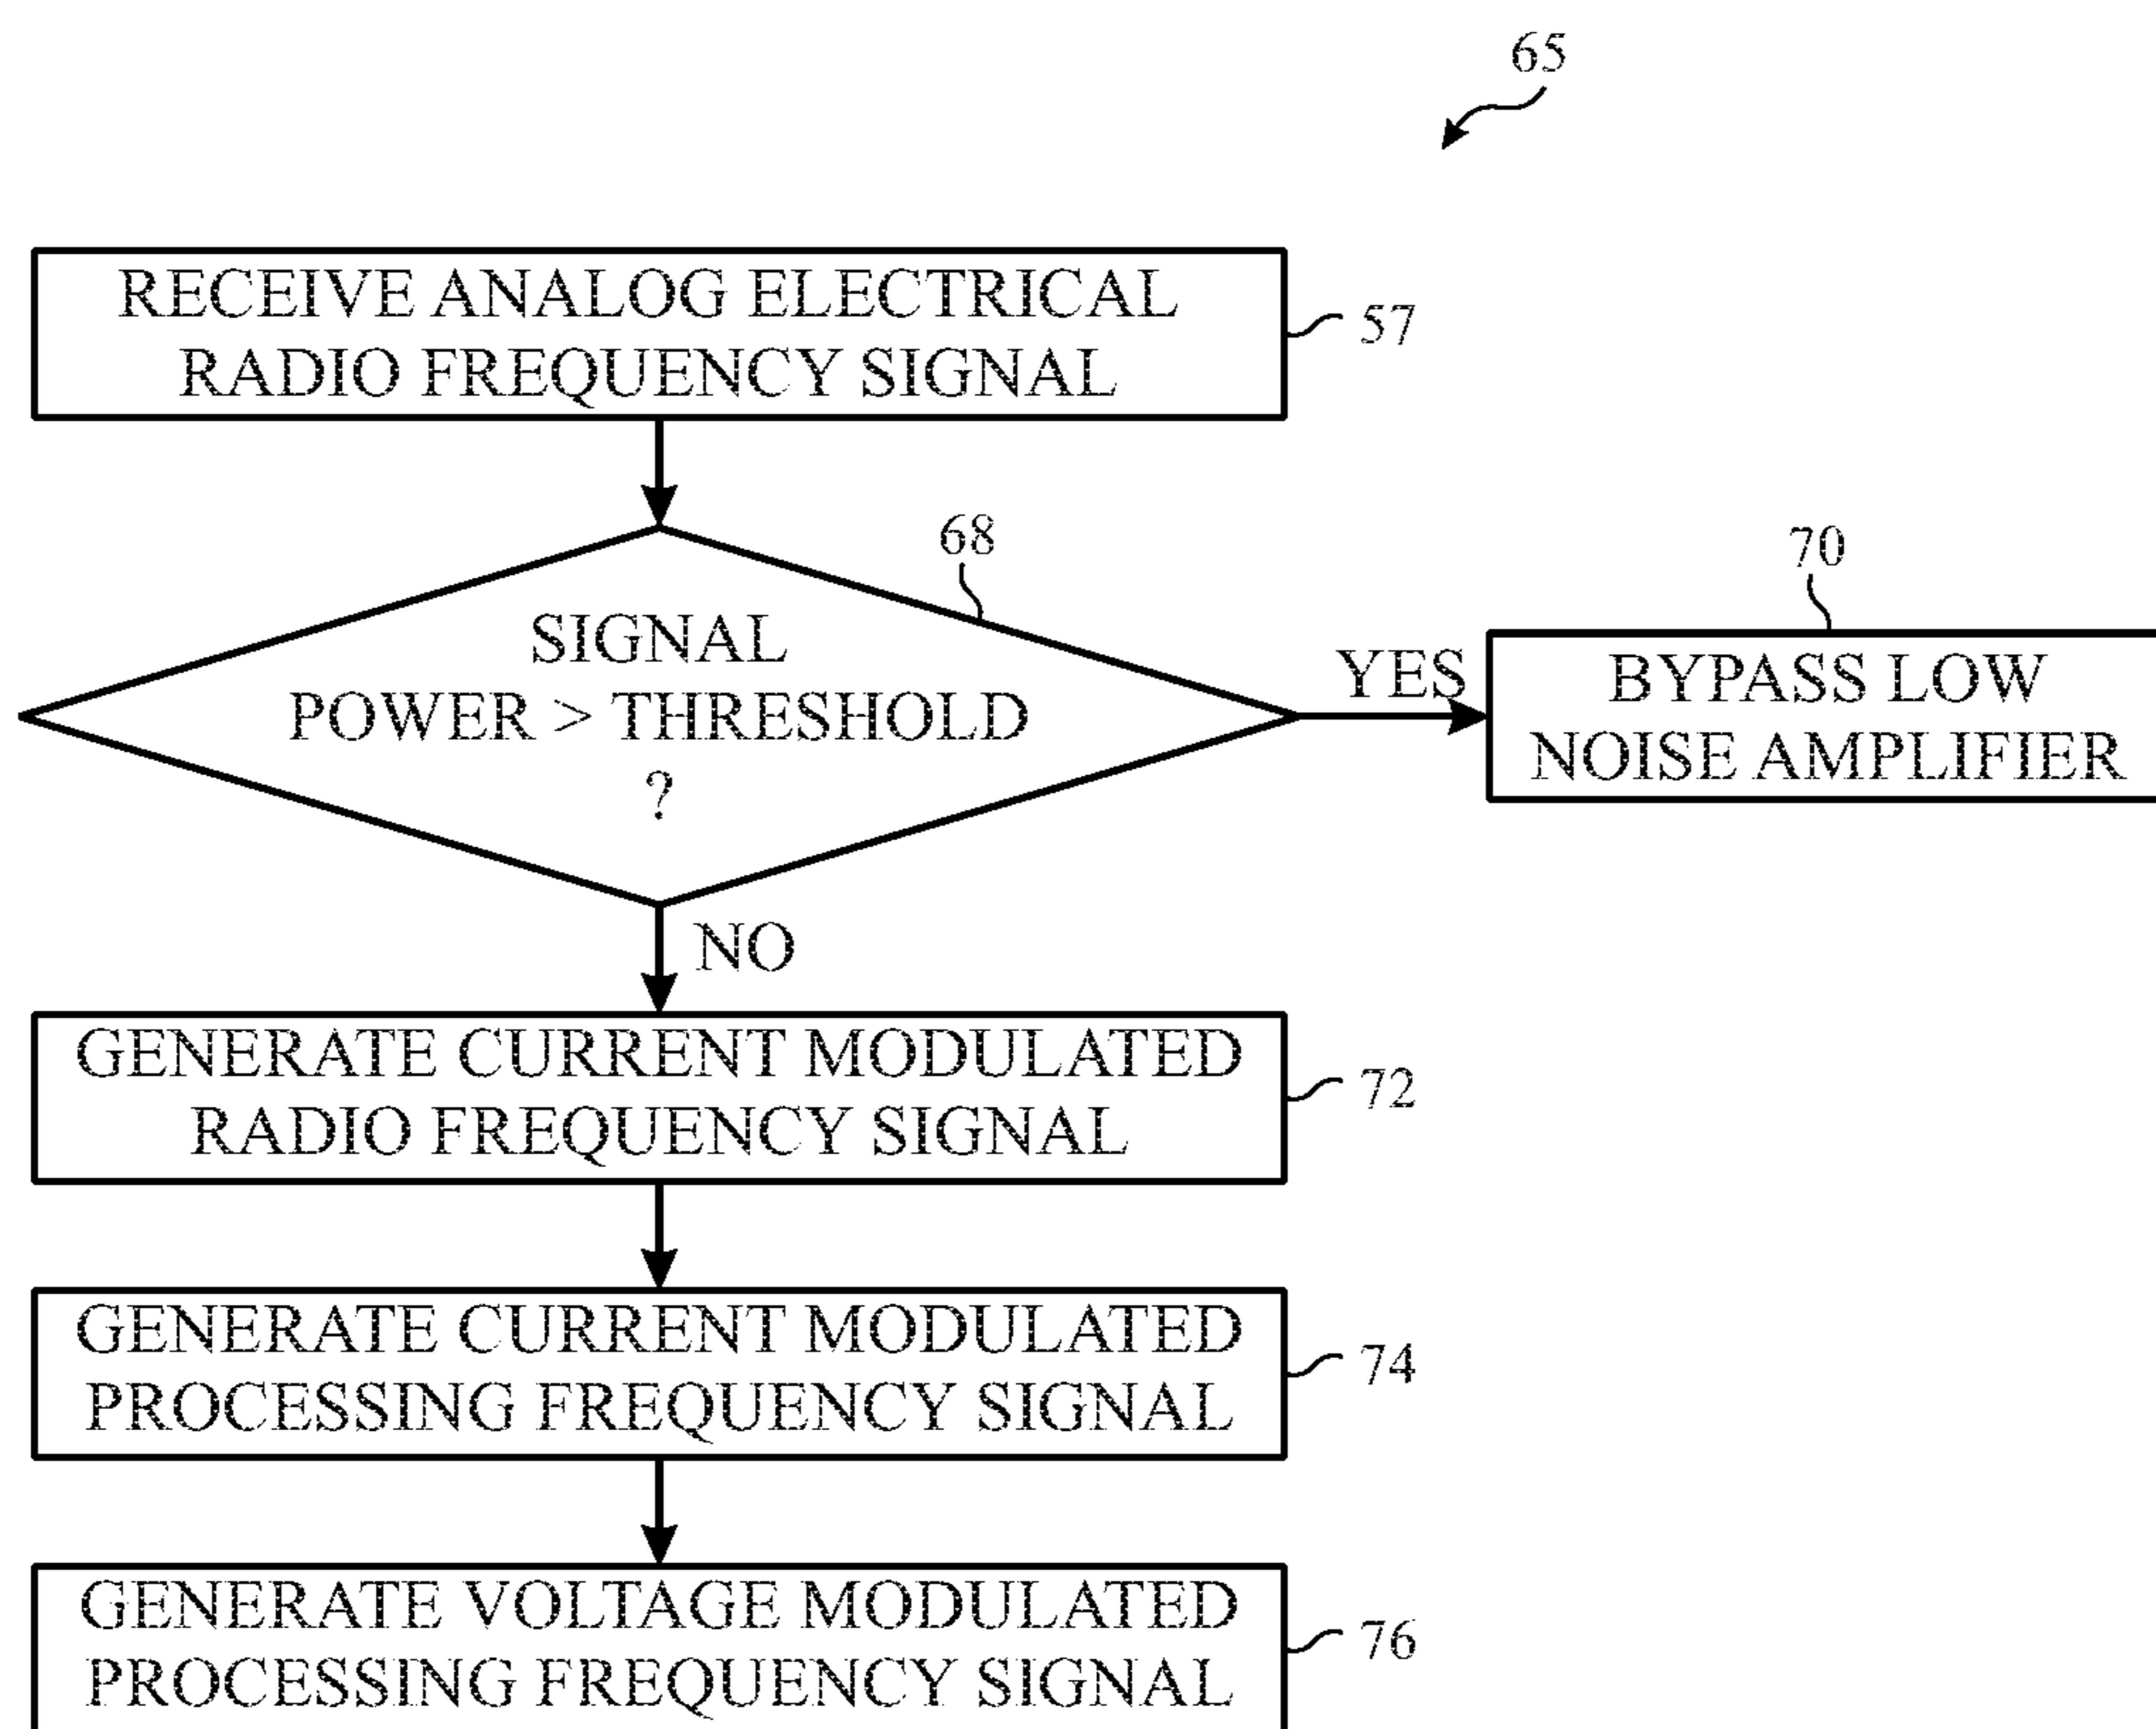 65
RECEIVE ANALOG ELECTRICAL
RADIO FREQUENCY SIGNAL
57
68
SIGNAL
POWER > THRESHOLD
?
YES
70
BYPASS LOW
NOISE AMPLIFIER
NO
GENERATE CURRENT MODULATED
RADIO FREQUENCY SIGNAL
72
GENERATE CURRENT MODULATED
PROCESSING FREQUENCY SIGNAL
74
GENERATE VOLTAGE MODULATED
PROCESSING FREQUENCY SIGNAL
76